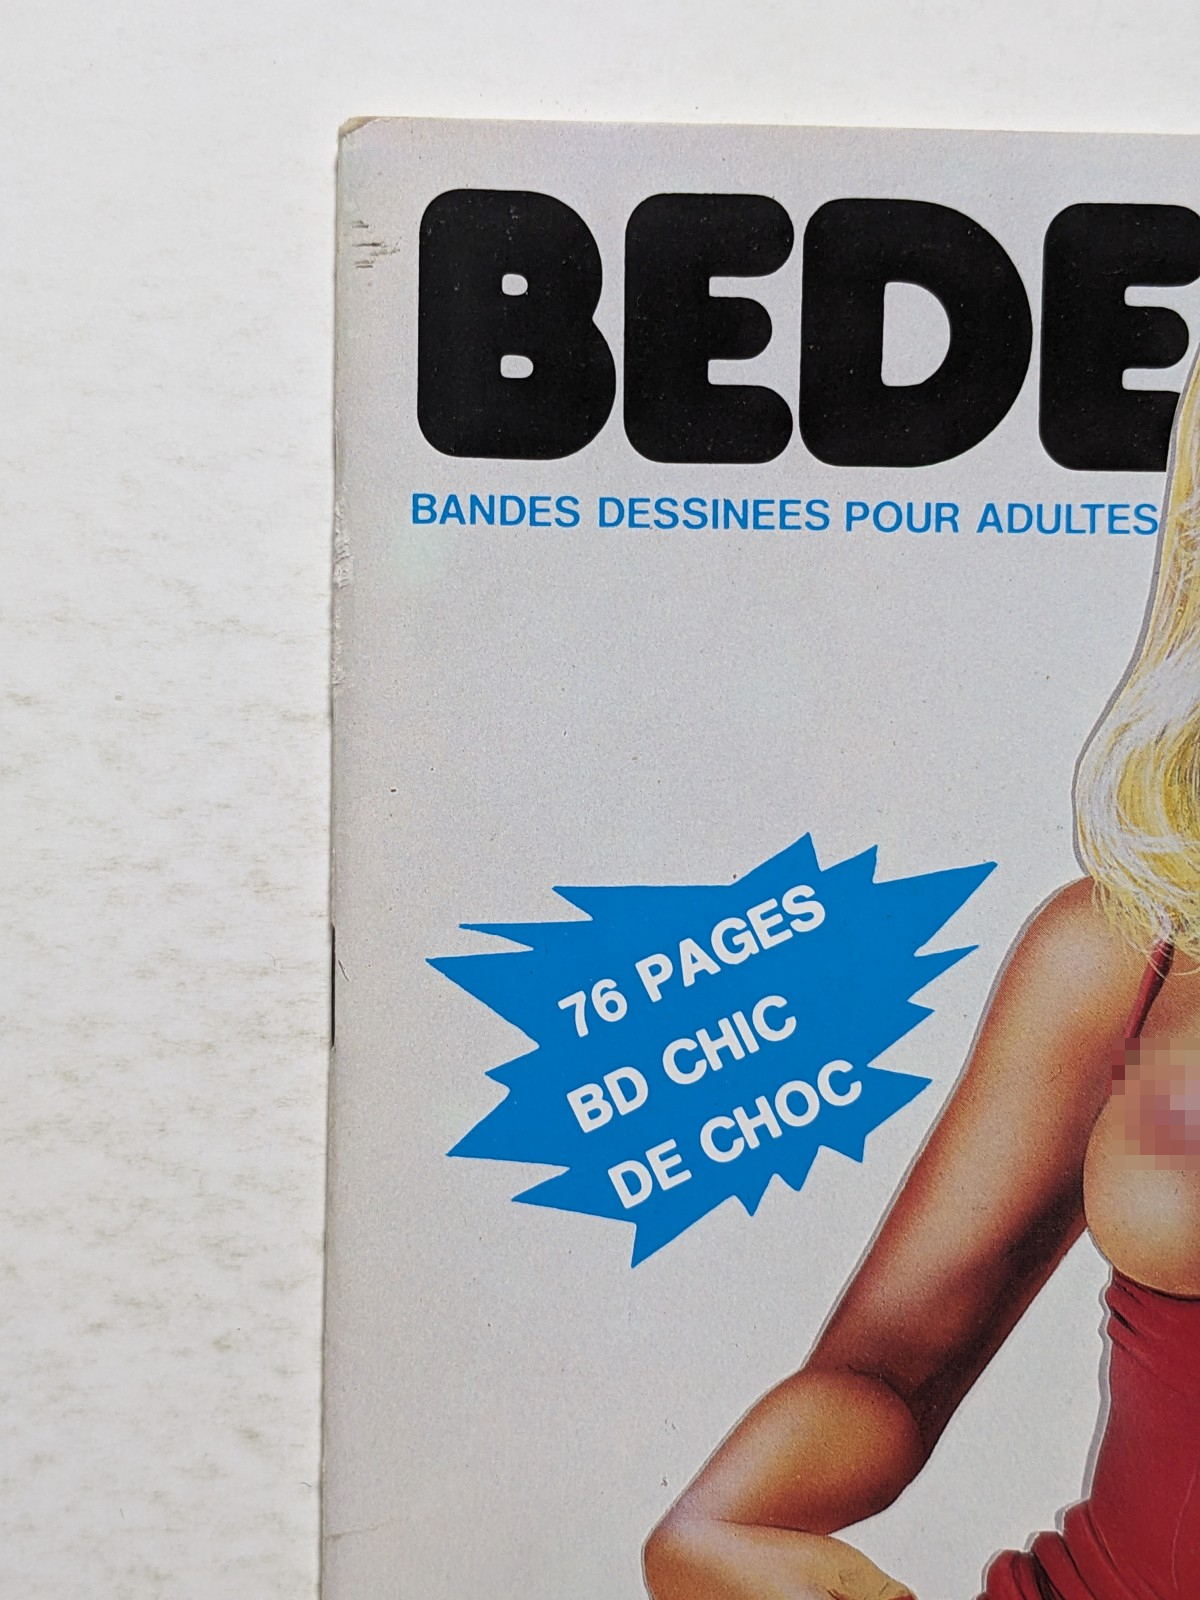 BEDE
BANDES DESSINEES POUR ADULTES
76 PAGES
BD CHIC
DE CHOC